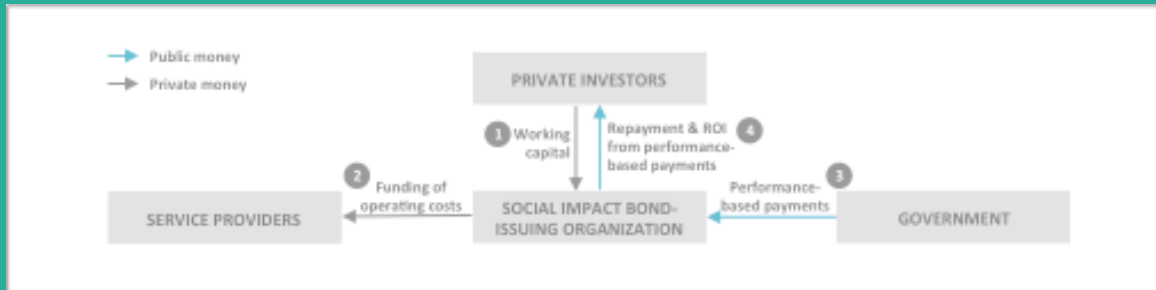 Public money
Private money
PRIVATE INVESTORS
1
Working
capital
Repayment & ROI
from performance-
based payments
4
2
Funding of
operating costs
Performance-
based payments
3
SERVICE PROVIDERS
SOCIAL IMPACT BOND-
ISSUING ORGANIZATION
GOVERNMENT